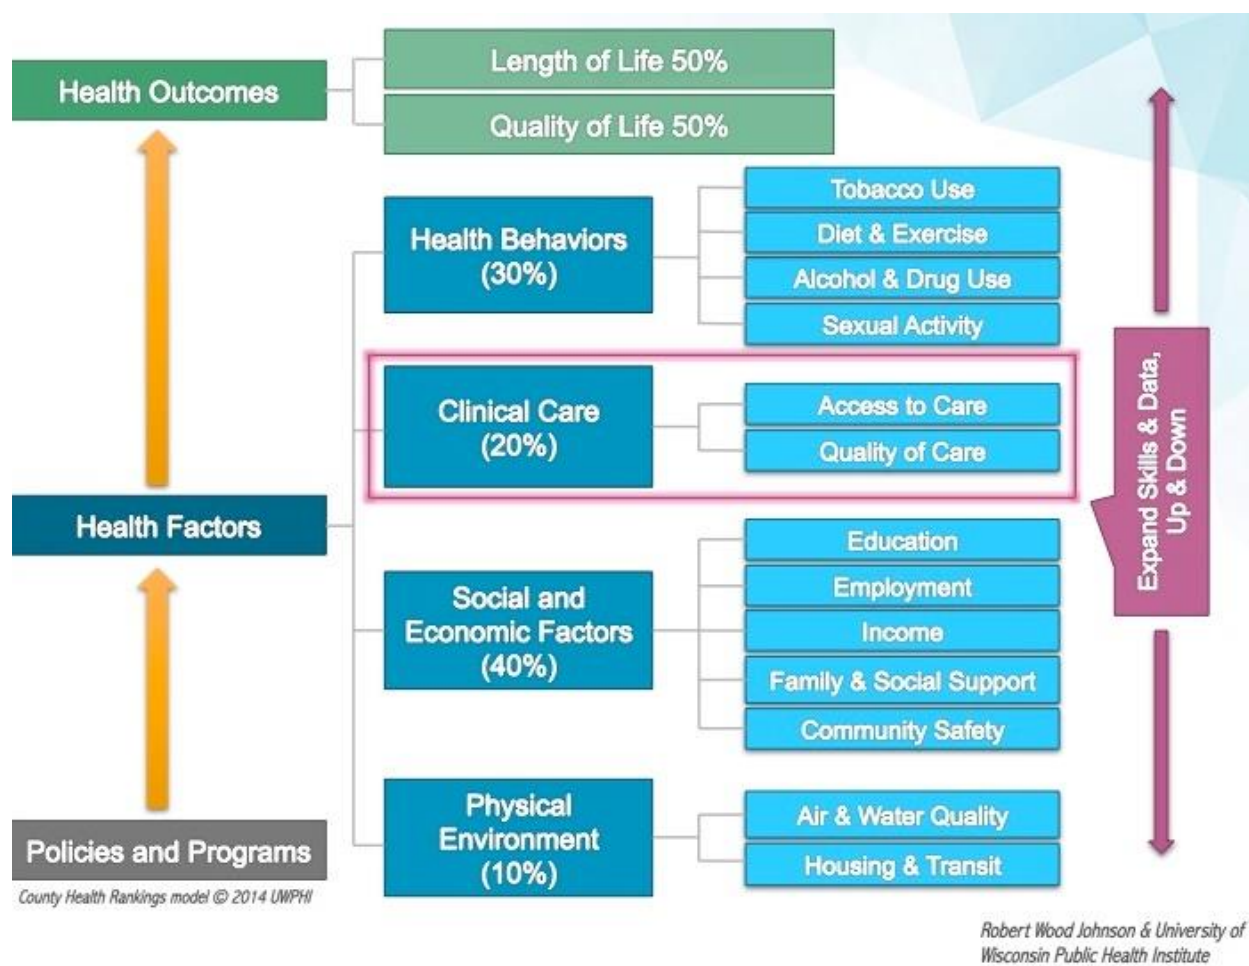 Health Outcomes
Length of Life 50%
Quality of Life 50%
Health Factors
Health Behaviors
(30%)
Tobacco Use
Diet & Exercise
Alcohol & Drug Use
Sexual Activity
Clinical Care
(20%)
Access to Care
Quality of Care
Social and
Economic Factors
(40%)
Education
Employment
Income
Family & Social Support
Community Safety
Physical
Environment
(10%)
Air & Water Quality
Housing & Transit
Policies and Programs
Expand Skills & Data,
Up & Down
County Health Rankings model © 2014 UWPHI
Robert Wood Johnson & University of
Wisconsin Public Health Institute